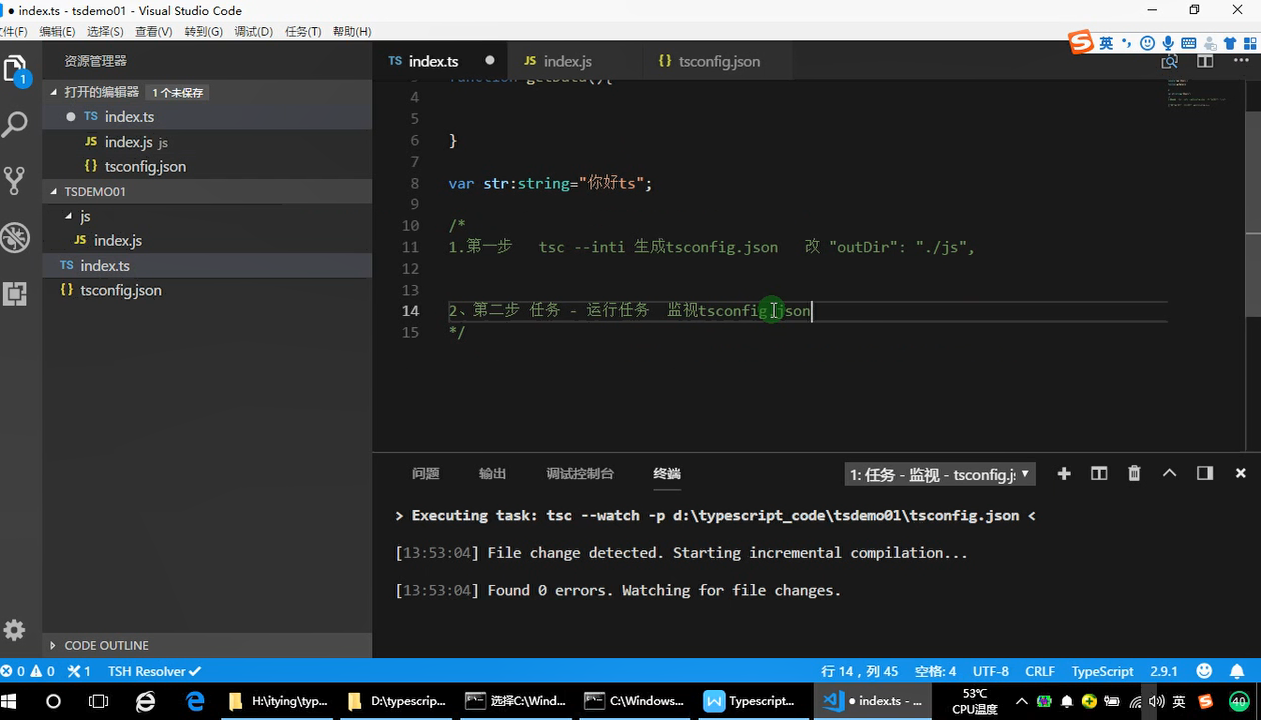 index.ts - tsdemo01 - Visual Studio Code
文件(F) 编辑(E) 选择(S) 查看(V) 转到(G) 调试(D) 任务(T) 帮助(H)
英
资源管理器
TS index.ts JS index.js {} tsconfig.json
打开的编辑器 1 个未保存
TS index.ts
JS index.js js
{} tsconfig.json
TSDEMO01
js
JS index.js
TS index.ts
{} tsconfig.json
CODE OUTLINE
1
function getData(){
4
5
6 }
7
8 var str:string="你好ts";
9
10 /*
11 1.第一步 tsc --inti 生成tsconfig.json 改 "outDir": "./js",
12
13
14 2、第二步 任务 - 运行任务 监视tsconfig.json
15 */
问题 输出 调试控制台 终端 1: 任务 - 监视 - tsconfig.j
> Executing task: tsc --watch -p d:\typescript_code\tsdemo01\tsconfig.json <
[13:53:04] File change detected. Starting incremental compilation...
[13:53:04] Found 0 errors. Watching for file changes.
0 0 1 TSH Resolver 行 14，列 45 空格: 4 UTF-8 CRLF TypeScript 2.9.1
H:\itying\typ... D:\typescrip... 选择C:\Wind... C:\Windows... Typescript... index.ts - ... 53℃ 英 40
CPU温度